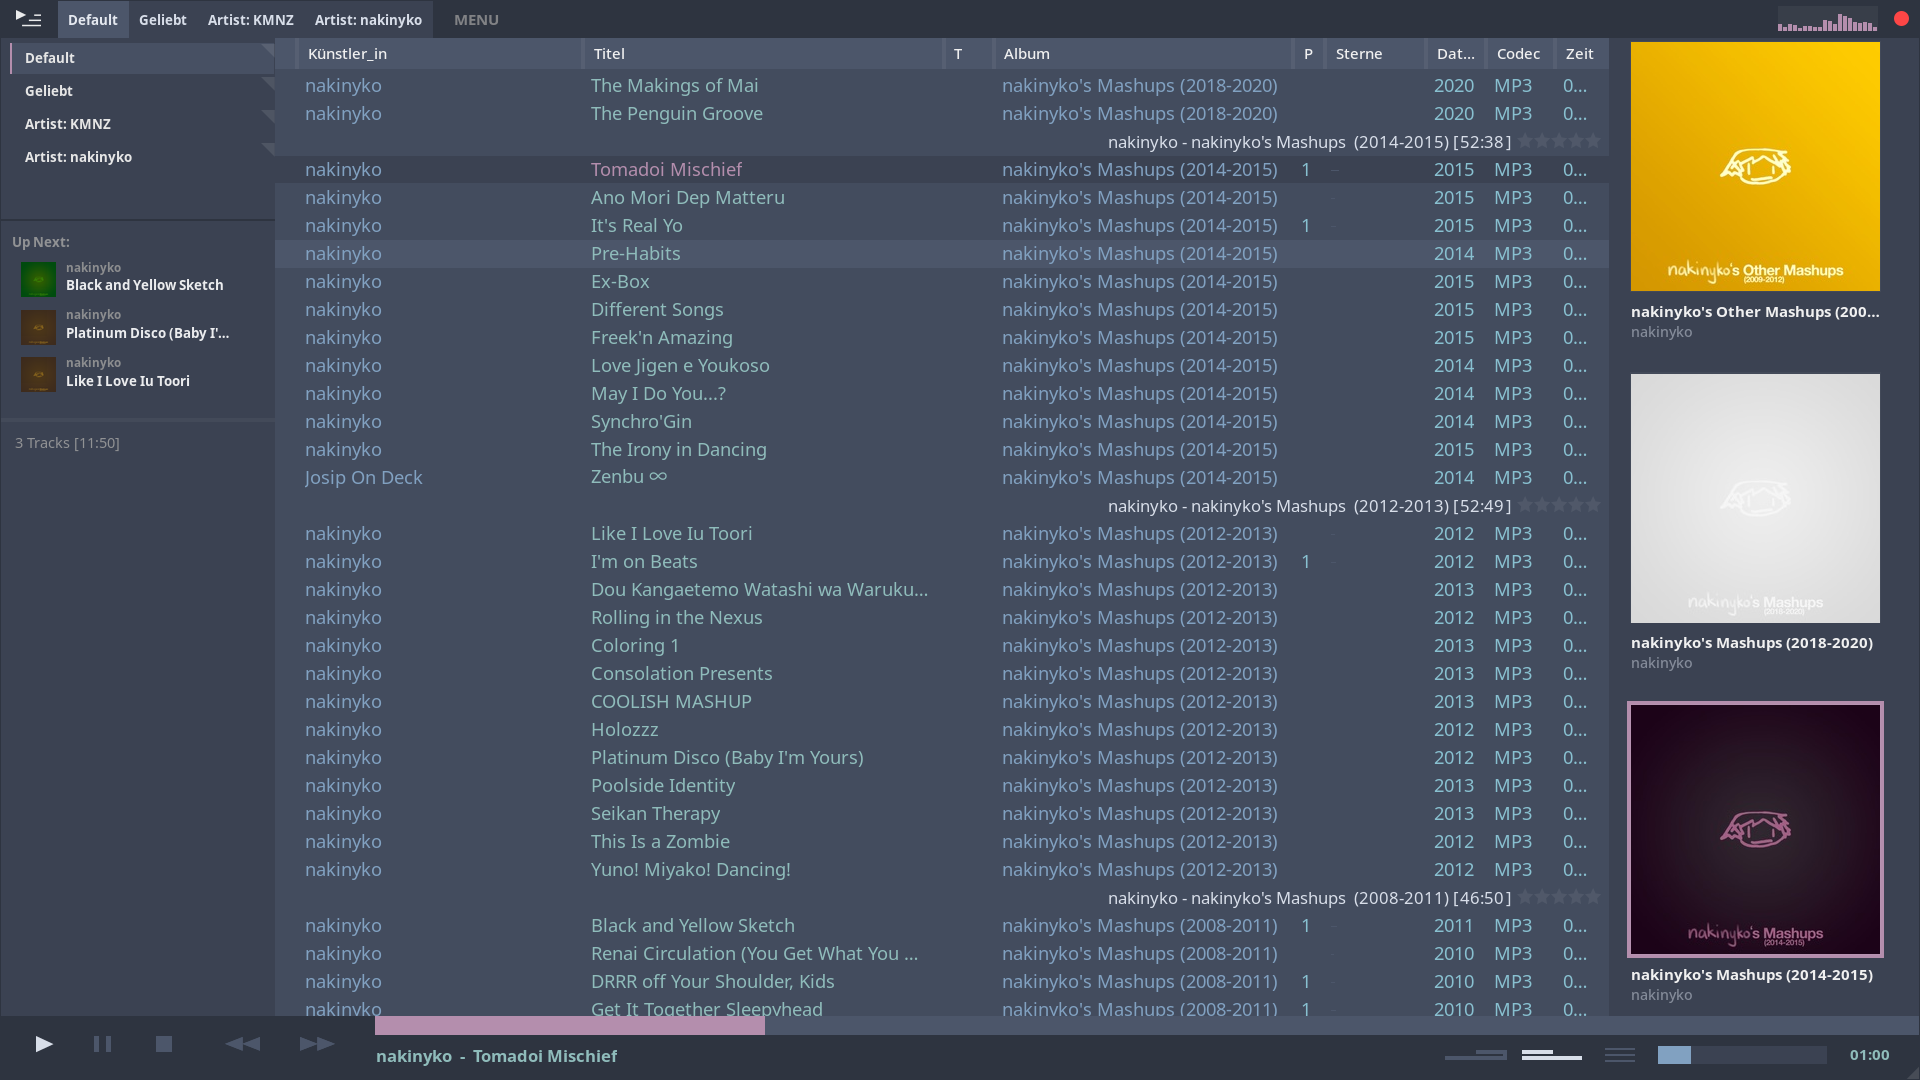 Default Geliebt Artist: KMNZ Artist: nakinyko MENU
Default
Geliebt
Artist: KMNZ
Artist: nakinyko
Up Next:
nakinyko
Black and Yellow Sketch
nakinyko
Platinum Disco (Baby I'...
nakinyko
Like I Love Iu Toori
3 Tracks [11:50]
Künstler_in Titel T Album P Sterne Dat... Codec Zeit
nakinyko The Makings of Mai nakinyko's Mashups (2018-2020) 2020 MP3 0...
nakinyko The Penguin Groove nakinyko's Mashups (2018-2020) 2020 MP3 0...
nakinyko - nakinyko's Mashups (2014-2015) [52:38]
nakinyko Tomadoi Mischief nakinyko's Mashups (2014-2015) 1 2015 MP3 0...
nakinyko Ano Mori Dep Matteru nakinyko's Mashups (2014-2015) 2015 MP3 0...
nakinyko It's Real Yo nakinyko's Mashups (2014-2015) 1 2015 MP3 0...
nakinyko Pre-Habits nakinyko's Mashups (2014-2015) 2014 MP3 0...
nakinyko Ex-Box nakinyko's Mashups (2014-2015) 2015 MP3 0...
nakinyko Different Songs nakinyko's Mashups (2014-2015) 2015 MP3 0...
nakinyko Freek'n Amazing nakinyko's Mashups (2014-2015) 2015 MP3 0...
nakinyko Love Jigen e Youkoso nakinyko's Mashups (2014-2015) 2014 MP3 0...
nakinyko May I Do You...? nakinyko's Mashups (2014-2015) 2014 MP3 0...
nakinyko Synchro'Gin nakinyko's Mashups (2014-2015) 2014 MP3 0...
nakinyko The Irony in Dancing nakinyko's Mashups (2014-2015) 2015 MP3 0...
Josip On Deck Zenbu ∞ nakinyko's Mashups (2014-2015) 2014 MP3 0...
nakinyko - nakinyko's Mashups (2012-2013) [52:49]
nakinyko Like I Love Iu Toori nakinyko's Mashups (2012-2013) 2012 MP3 0...
nakinyko I'm on Beats nakinyko's Mashups (2012-2013) 1 2012 MP3 0...
nakinyko Dou Kangaetemo Watashi wa Waruku... nakinyko's Mashups (2012-2013) 2013 MP3 0...
nakinyko Rolling in the Nexus nakinyko's Mashups (2012-2013) 2012 MP3 0...
nakinyko Coloring 1 nakinyko's Mashups (2012-2013) 2013 MP3 0...
nakinyko Consolation Presents nakinyko's Mashups (2012-2013) 2013 MP3 0...
nakinyko COOLISH MASHUP nakinyko's Mashups (2012-2013) 2013 MP3 0...
nakinyko Holozzz nakinyko's Mashups (2012-2013) 2012 MP3 0...
nakinyko Platinum Disco (Baby I'm Yours) nakinyko's Mashups (2012-2013) 2012 MP3 0...
nakinyko Poolside Identity nakinyko's Mashups (2012-2013) 2013 MP3 0...
nakinyko Seikan Therapy nakinyko's Mashups (2012-2013) 2013 MP3 0...
nakinyko This Is a Zombie nakinyko's Mashups (2012-2013) 2012 MP3 0...
nakinyko Yuno! Miyako! Dancing! nakinyko's Mashups (2012-2013) 2012 MP3 0...
nakinyko - nakinyko's Mashups (2008-2011) [46:50]
nakinyko Black and Yellow Sketch nakinyko's Mashups (2008-2011) 1 2011 MP3 0...
nakinyko Renai Circulation (You Get What You ... nakinyko's Mashups (2008-2011) 2010 MP3 0...
nakinyko DRRR off Your Shoulder, Kids nakinyko's Mashups (2008-2011) 1 2010 MP3 0...
nakinyko Get It Together Sleepyhead nakinyko's Mashups (2008-2011) 1 2010 MP3 0...
nakinyko's Other Mashups
(2009-2012)
nakinyko's Other Mashups (200...
nakinyko
nakinyko's Mashups
(2018-2020)
nakinyko's Mashups (2018-2020)
nakinyko
nakinyko's Mashups
(2014-2015)
nakinyko's Mashups (2014-2015)
nakinyko
nakinyko - Tomadoi Mischief
01:00